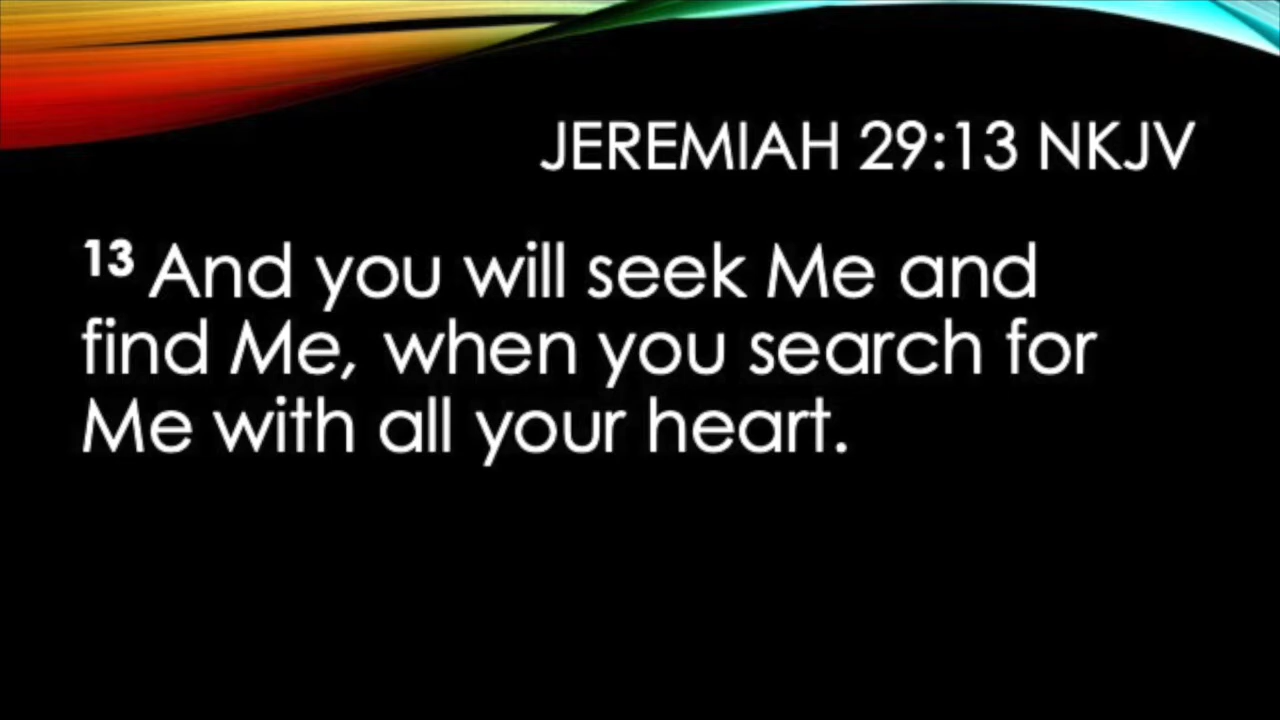 JEREMIAH 29:13 NKJV
13 And you will seek Me and
find Me, when you search for
Me with all your heart.